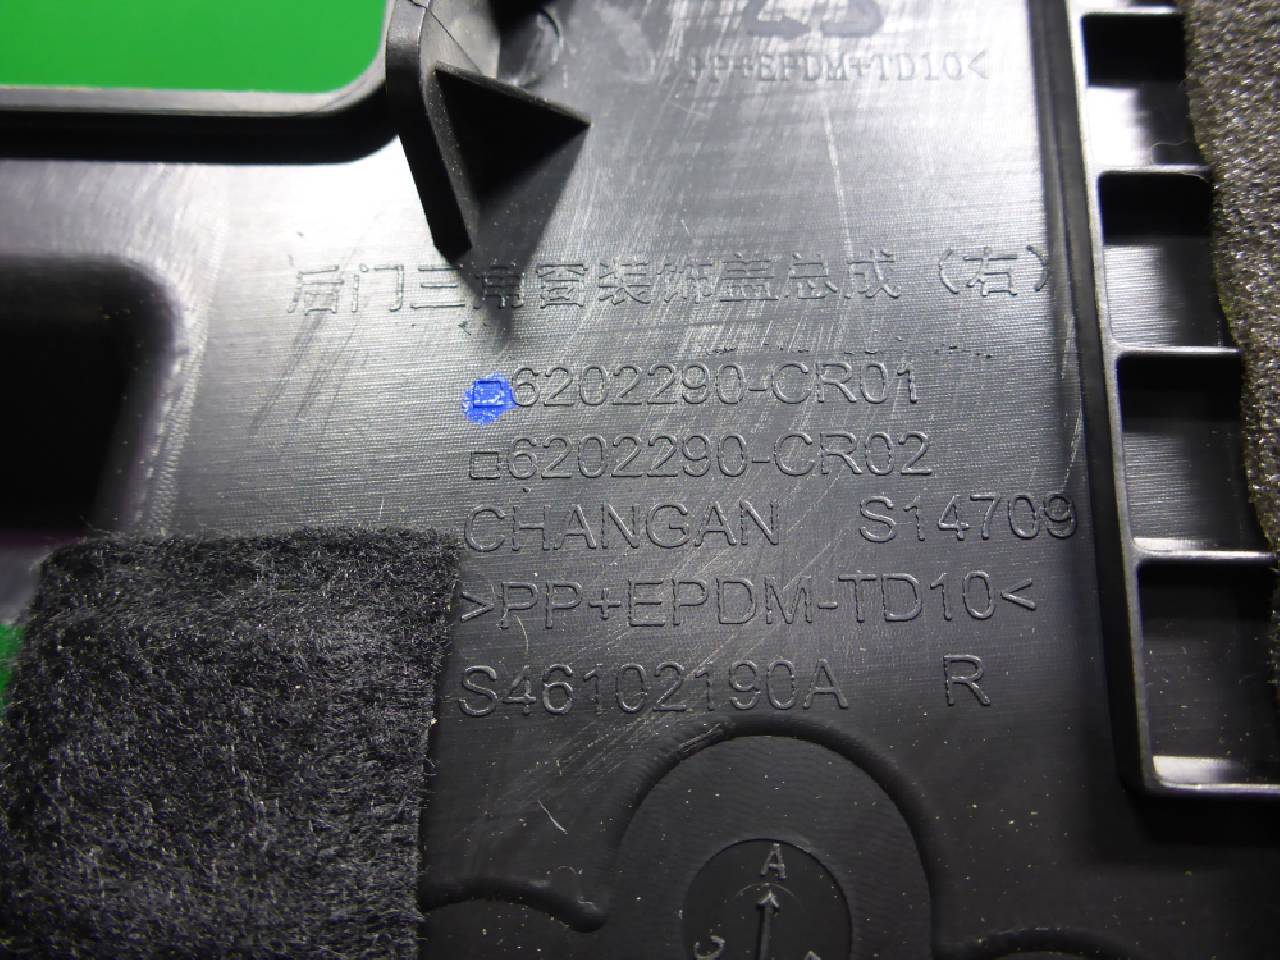 PP+EPDM+TD10<
后门三角窗装饰盖总成（右）
□6202290-CR01
□6202290-CR02
CHANGAN S14709
>PP+EPDM-TD10<
S46102190A R
A